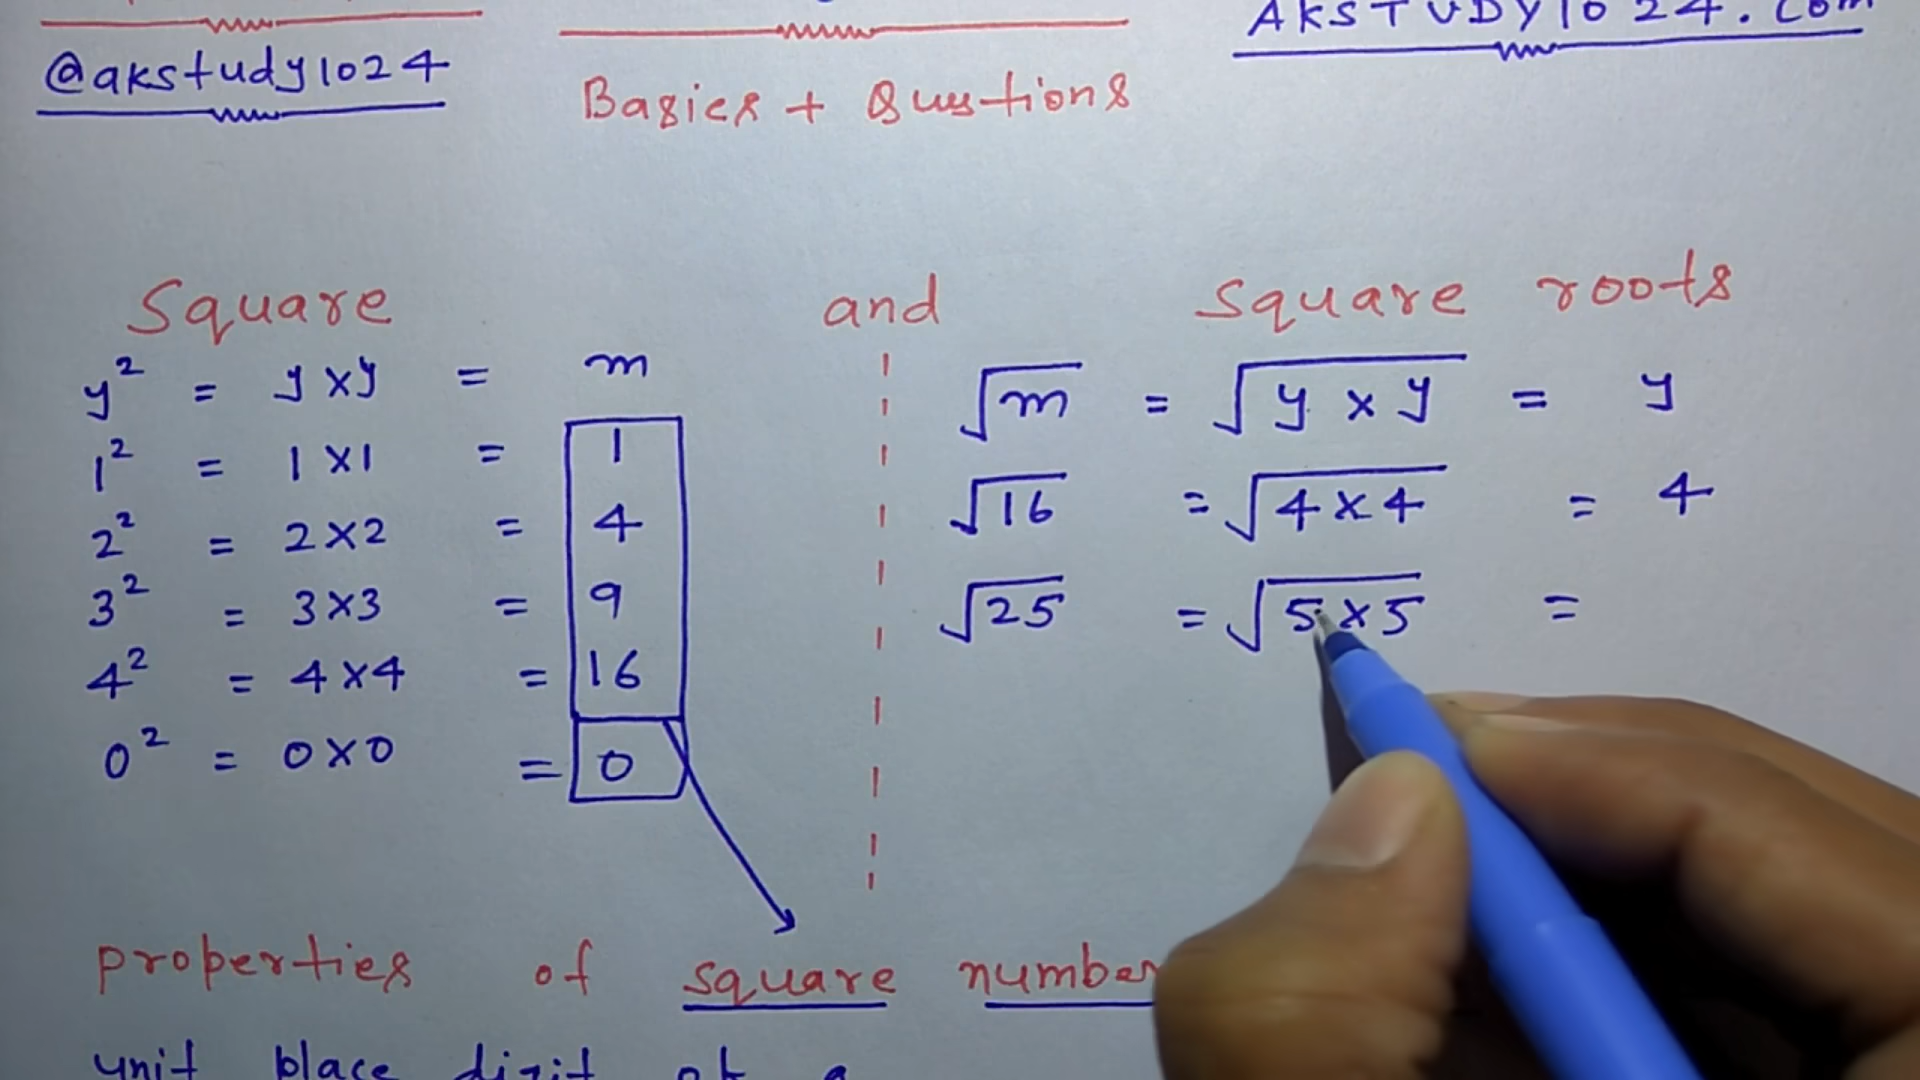 @akstudy1024
AKSTUDY1024.com
Basics + Questions
Square and Square roots
y² = y×y = m
√m = √y×y = y
1² = 1×1 = 1
2² = 2×2 = 4
√16 = √4×4 = 4
3² = 3×3 = 9
√25 = √5×5 =
4² = 4×4 = 16
0² = 0×0 = 0
properties of square number
unit place digit of a